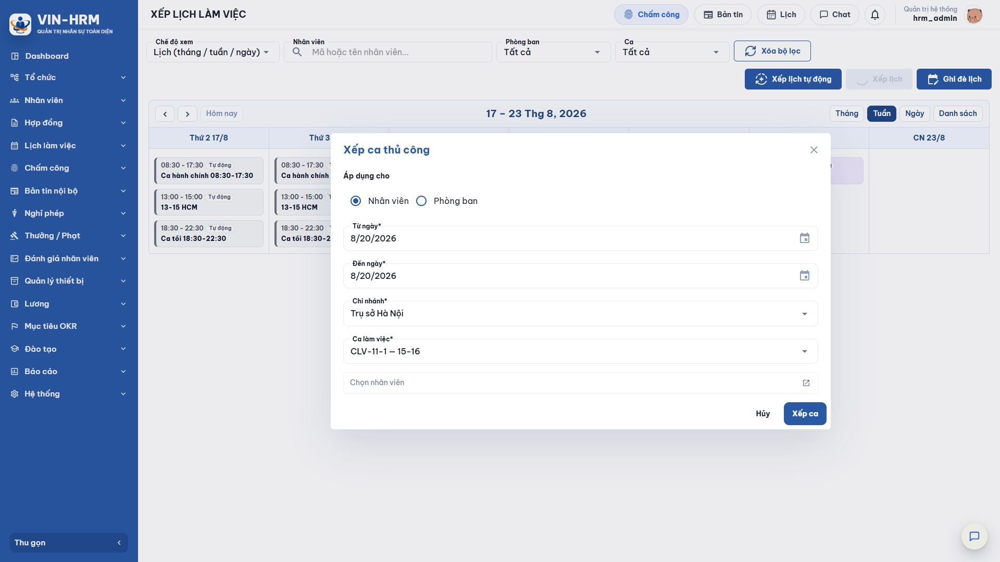 VIN-HRM
QUẢN TRỊ NHÂN SỰ TOÀN DIỆN
Dashboard
Tổ chức
Nhân viên
Hợp đồng
Lịch làm việc
Chấm công
Bản tin nội bộ
Nghỉ phép
Thưởng / Phạt
Đánh giá nhân viên
Quản lý thiết bị
Lương
Mục tiêu OKR
Đào tạo
Báo cáo
Hệ thống
Thu gọn
XẾP LỊCH LÀM VIỆC
Chấm công
Bản tin
Lịch
Chat
Quản trị hệ thống
hrm_admin
Chế độ xem
Lịch (tháng / tuần / ngày)
Nhân viên
Mã hoặc tên nhân viên...
Phòng ban
Tất cả
Ca
Tất cả
Xóa bộ lọc
Xếp lịch tự động
Xếp lịch
Ghi đè lịch
Hôm nay
17 – 23 Thg 8, 2026
Tháng
Tuần
Ngày
Danh sách
Thứ 2 17/8
Thứ 3
CN 23/8
08:30 - 17:30 Tự động
Ca hành chính 08:30-17:30
13:00 - 15:00 Tự động
13-15 HCM
18:30 - 22:30 Tự động
Ca tối 18:30-22:30
08:30 - 17:30
Ca hành chính
13:00 - 15:00
13-15 HCM
18:30 - 22:30
Ca tối 18:30-2
Xếp ca thủ công
Áp dụng cho
Nhân viên
Phòng ban
Từ ngày*
8/20/2026
Đến ngày*
8/20/2026
Chi nhánh*
Trụ sở Hà Nội
Ca làm việc*
CLV-11-1 — 15-16
Chọn nhân viên
Hủy
Xếp ca